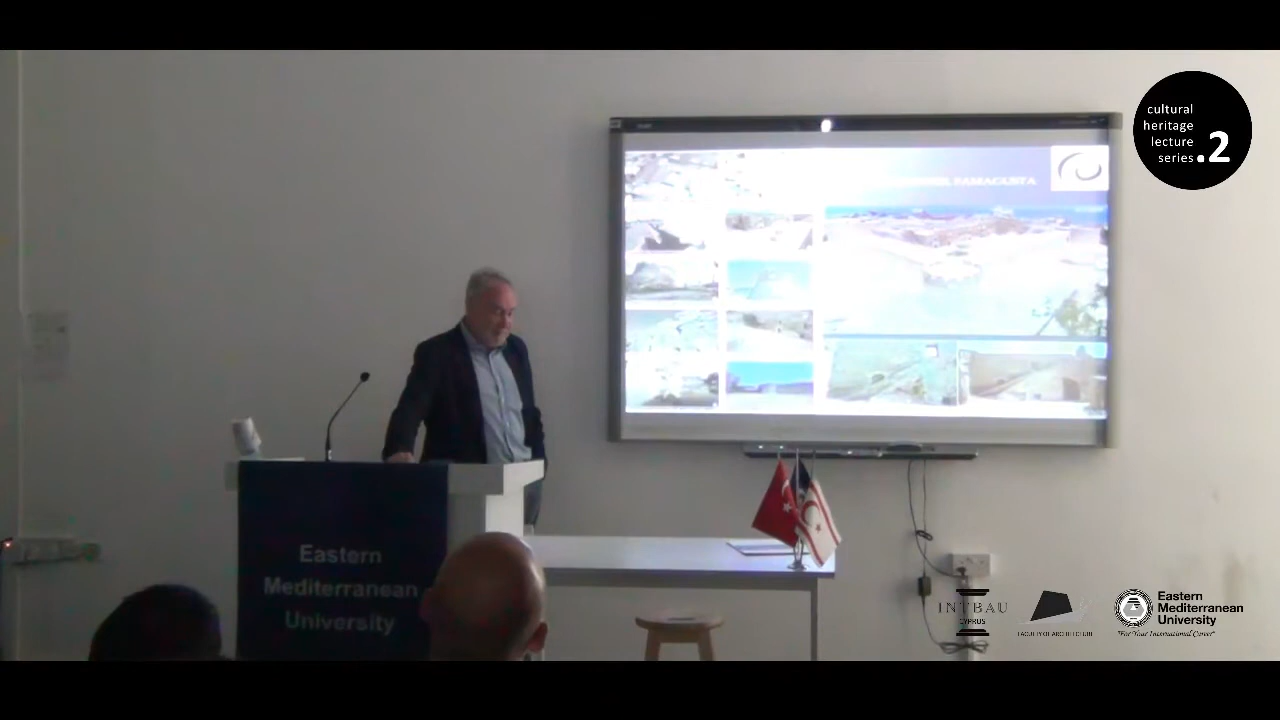 cultural
heritage
lecture
series.2
FAMAGUSTA
Eastern
Mediterranean
University
INTBAU
CYPRUS
FACULTY OF ARCHITECTURE
Eastern
Mediterranean
University
"For Your International Career"